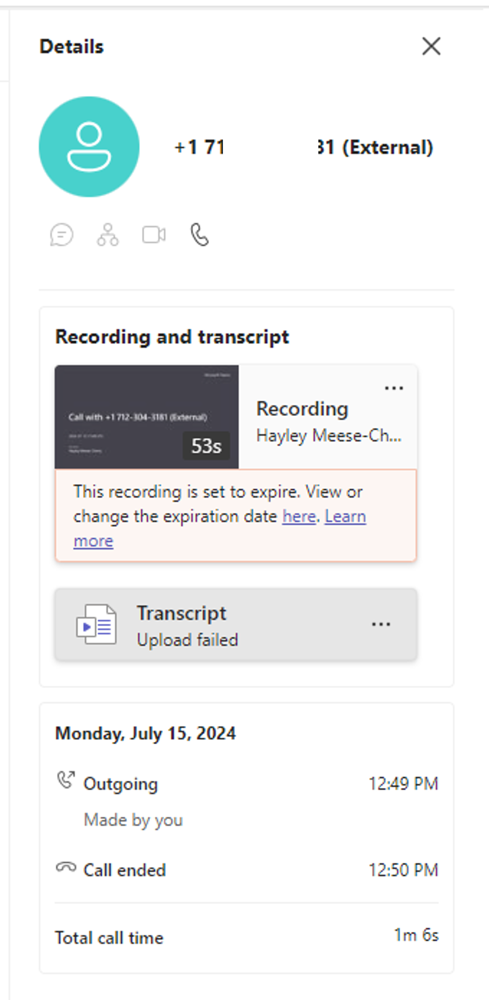 Details
+1 71 31 (External)
Recording and transcript
Call with +1 712-304-3181 (External)
53s
Recording
Hayley Meese-Ch...
This recording is set to expire. View or
change the expiration date here. Learn
more
Transcript
Upload failed
Monday, July 15, 2024
Outgoing 12:49 PM
Made by you
Call ended 12:50 PM
Total call time 1m 6s